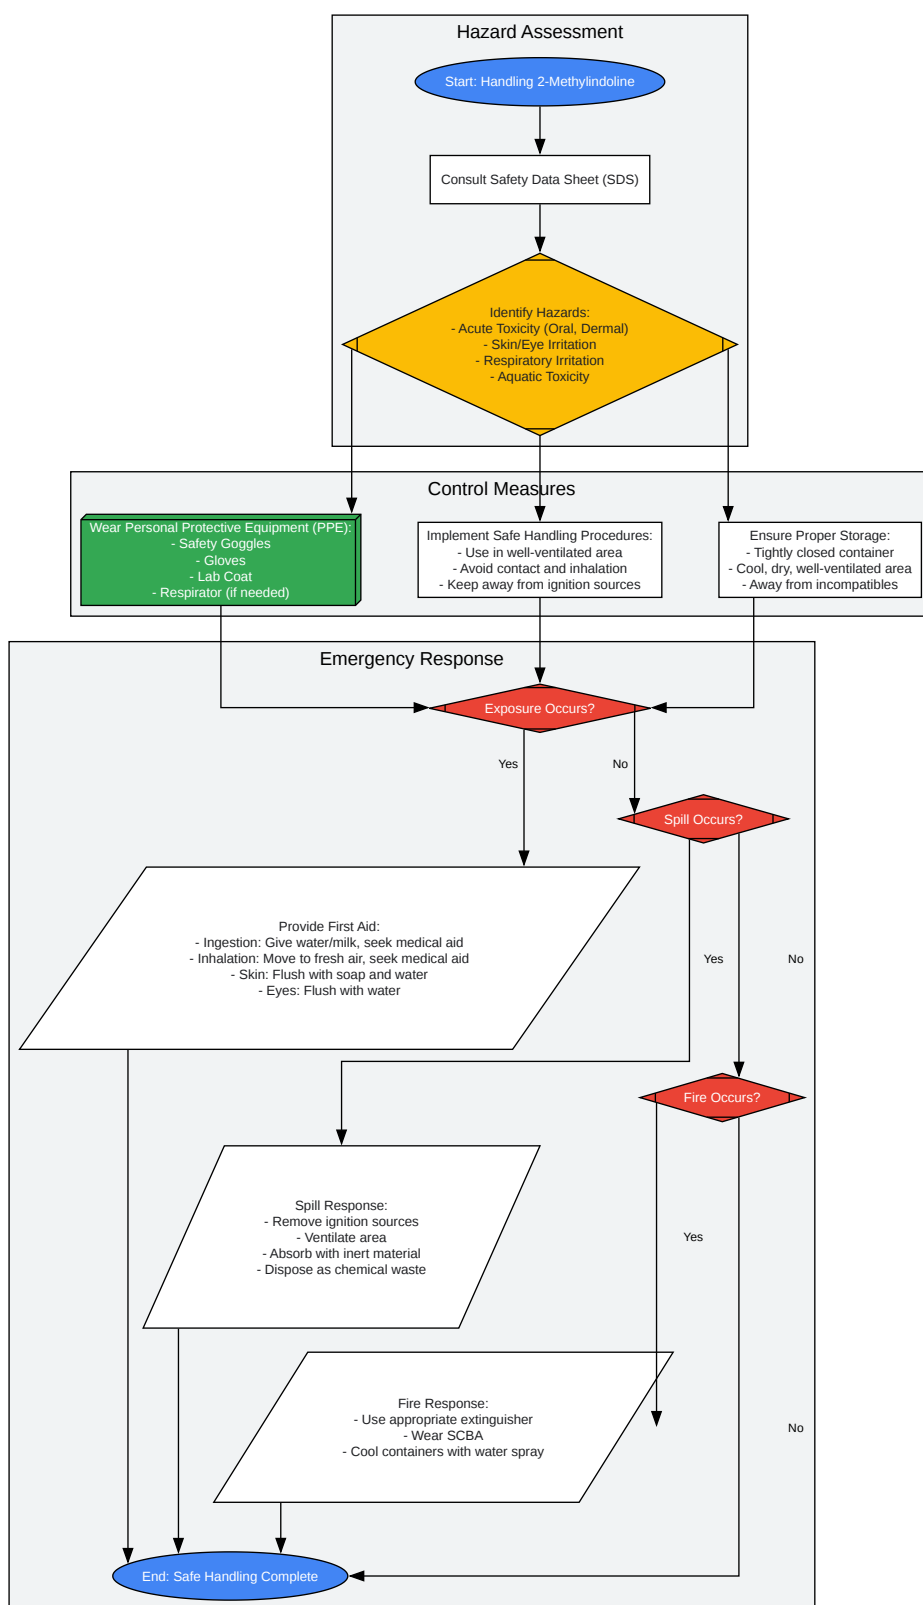 Hazard Assessment
Start: Handling 2-Methylindoline
Consult Safety Data Sheet (SDS)
Identify Hazards:
- Acute Toxicity (Oral, Dermal)
- Skin/Eye Irritation
- Respiratory Irritation
- Aquatic Toxicity
Control Measures
Wear Personal Protective Equipment (PPE):
- Safety Goggles
- Gloves
- Lab Coat
- Respirator (if needed)
Implement Safe Handling Procedures:
- Use in well-ventilated area
- Avoid contact and inhalation
- Keep away from ignition sources
Ensure Proper Storage:
- Tightly closed container
- Cool, dry, well-ventilated area
- Away from incompatibles
Emergency Response
Exposure Occurs?
Yes
No
Spill Occurs?
Provide First Aid:
- Ingestion: Give water/milk, seek medical aid
- Inhalation: Move to fresh air, seek medical aid
- Skin: Flush with soap and water
- Eyes: Flush with water
Yes
No
Fire Occurs?
Spill Response:
- Remove ignition sources
- Ventilate area
- Absorb with inert material
- Dispose as chemical waste
Yes
Fire Response:
- Use appropriate extinguisher
- Wear SCBA
- Cool containers with water spray
No
End: Safe Handling Complete